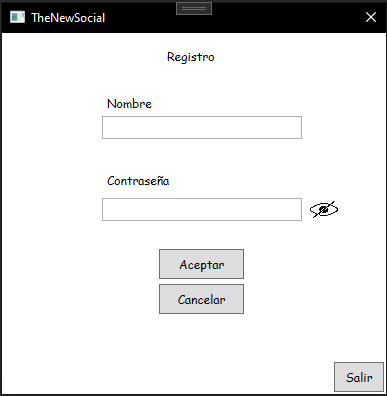 TheNewSocial
Registro
Nombre
Contraseña
Aceptar
Cancelar
Salir